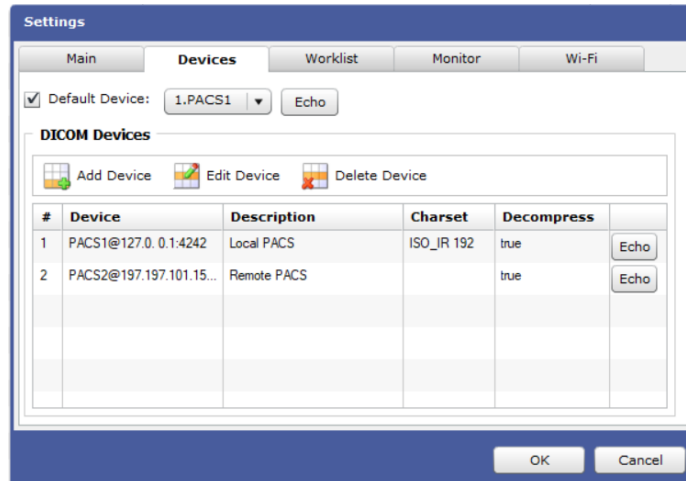 Settings
Main Devices Worklist Monitor Wi-Fi
Default Device: 1.PACS1 Echo
DICOM Devices
Add Device Edit Device Delete Device
# Device Description Charset Decompress
1 PACS1@127.0. 0.1:4242 Local PACS ISO_IR 192 true Echo
2 PACS2@197.197.101.15... Remote PACS true Echo
OK Cancel